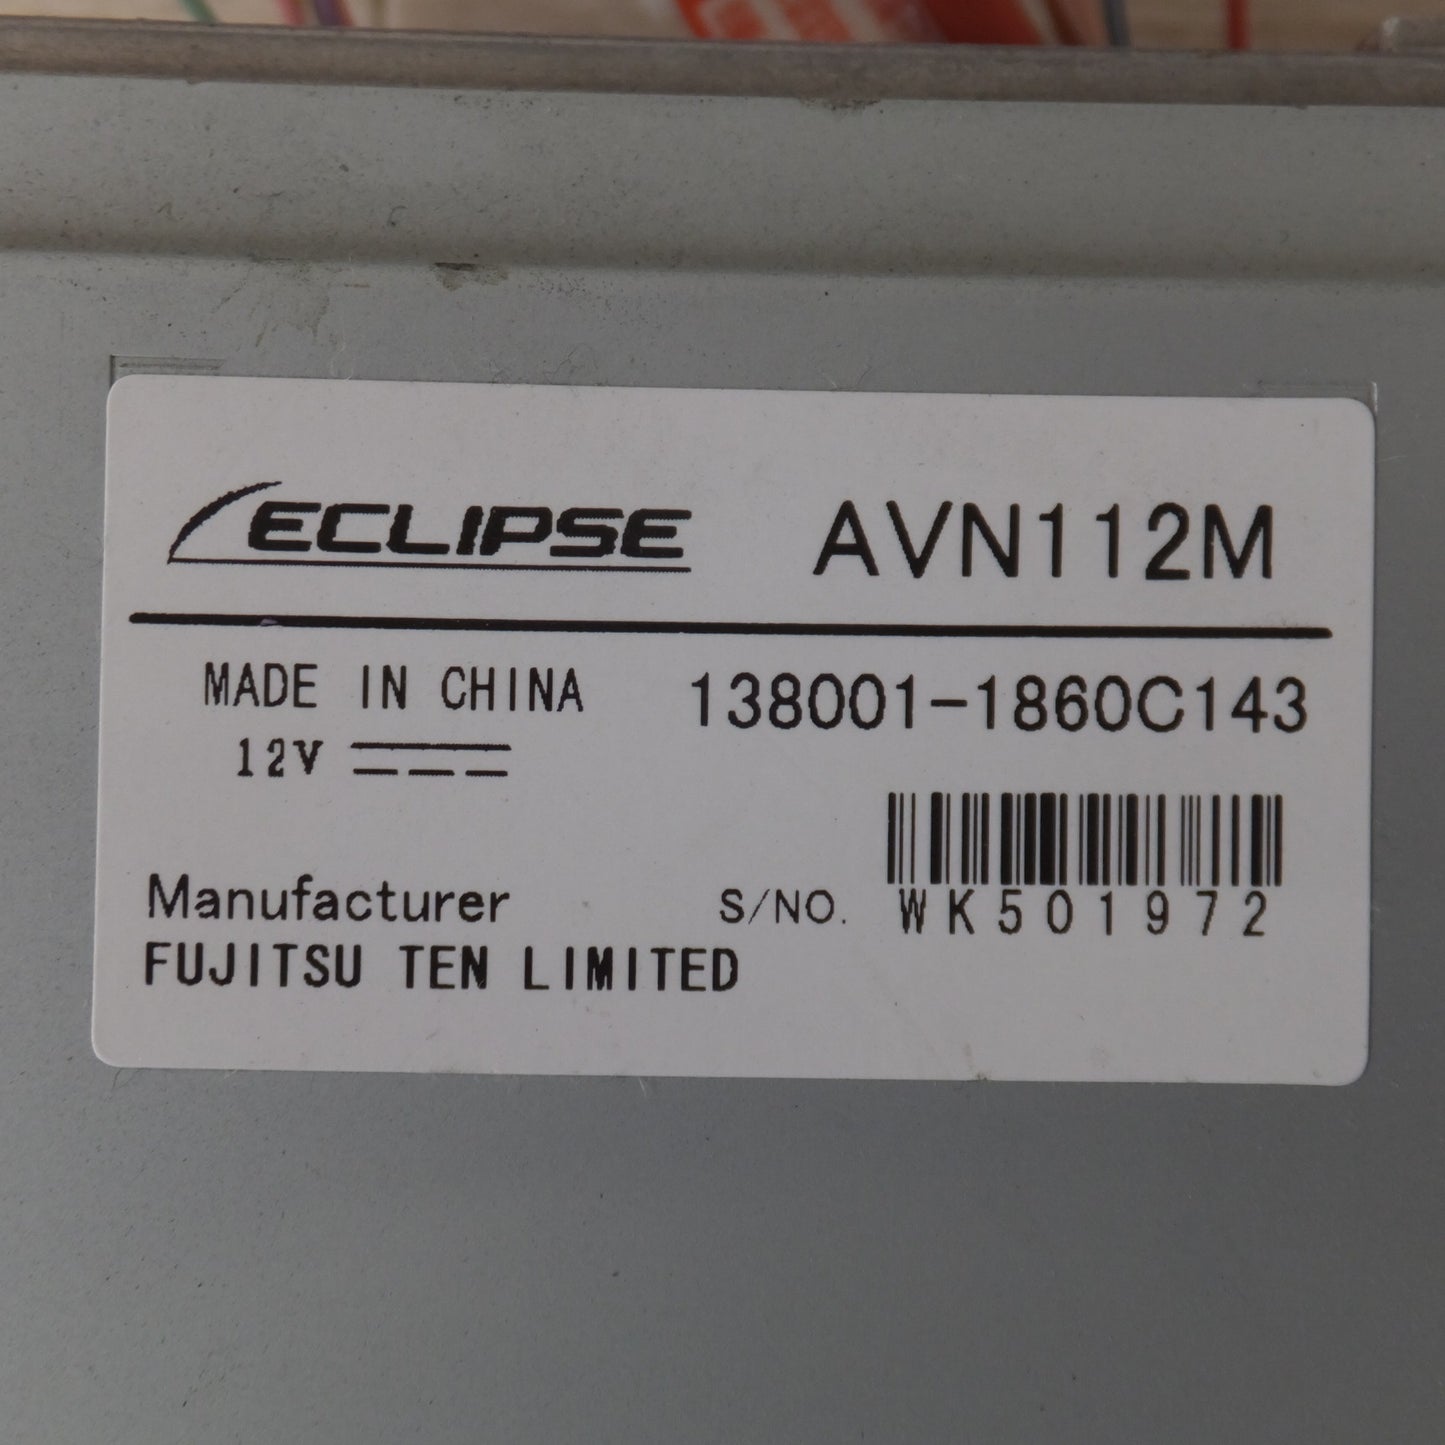 ECLIPSE AVN112M
MADE IN CHINA 138001-1860C143
12V
Manufacturer S/NO. WK501972
FUJITSU TEN LIMITED